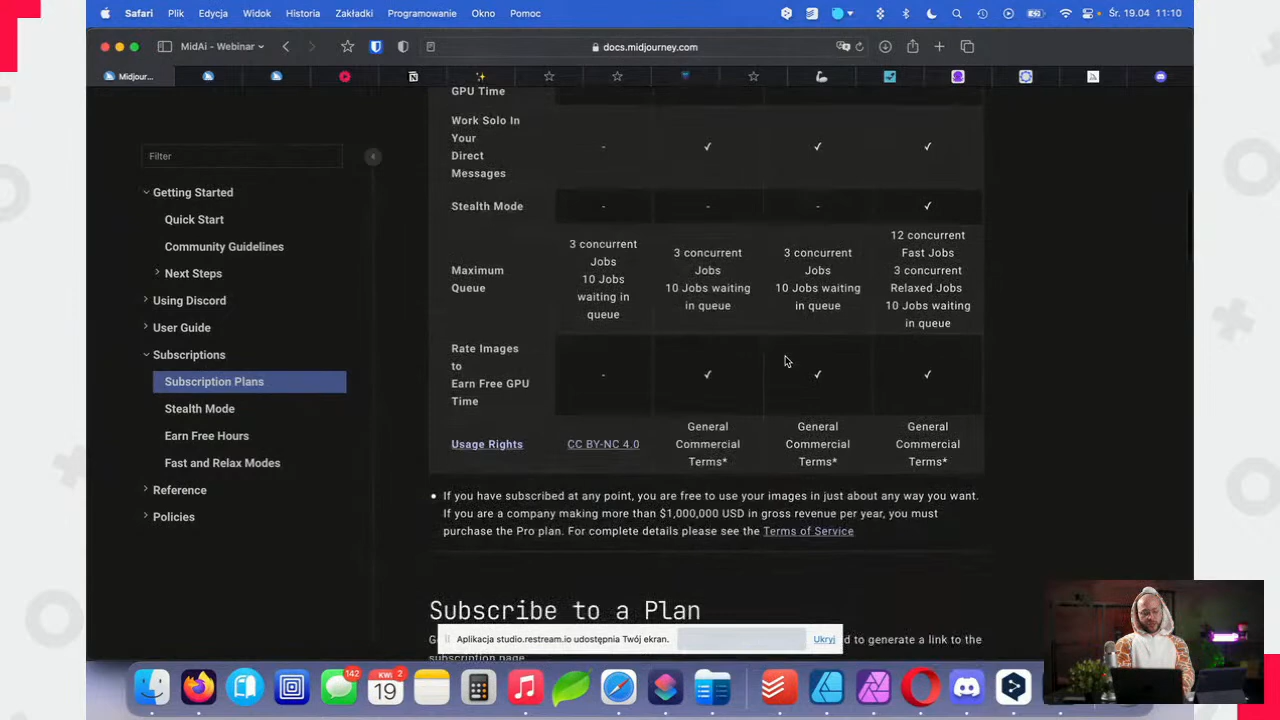 Safari Plik Edycja Widok Historia Zakładki Programowanie Okno Pomoc
Śr. 19.04 11:10
MidAi - Webinar
docs.midjourney.com
Midjour...
GPU Time
Work Solo In
Your
Direct
Messages
- ✓ ✓ ✓
Stealth Mode
- - - ✓
Maximum
Queue
3 concurrent
Jobs
10 Jobs
waiting in
queue
3 concurrent
Jobs
10 Jobs waiting
in queue
3 concurrent
Jobs
10 Jobs waiting
in queue
12 concurrent
Fast Jobs
3 concurrent
Relaxed Jobs
10 Jobs waiting
in queue
Rate Images
to
Earn Free GPU
Time
- ✓ ✓ ✓
Usage Rights
CC BY-NC 4.0
General
Commercial
Terms*
General
Commercial
Terms*
General
Commercial
Terms*
Filter
Getting Started
Quick Start
Community Guidelines
Next Steps
Using Discord
User Guide
Subscriptions
Subscription Plans
Stealth Mode
Earn Free Hours
Fast and Relax Modes
Reference
Policies
• If you have subscribed at any point, you are free to use your images in just about any way you want.
If you are a company making more than $1,000,000 USD in gross revenue per year, you must
purchase the Pro plan. For complete details please see the Terms of Service
Subscribe to a Plan
d to generate a link to the
subscription page.
Aplikacja studio.restream.io udostępnia Twój ekran.
Ukryj
142
KWI 2
19